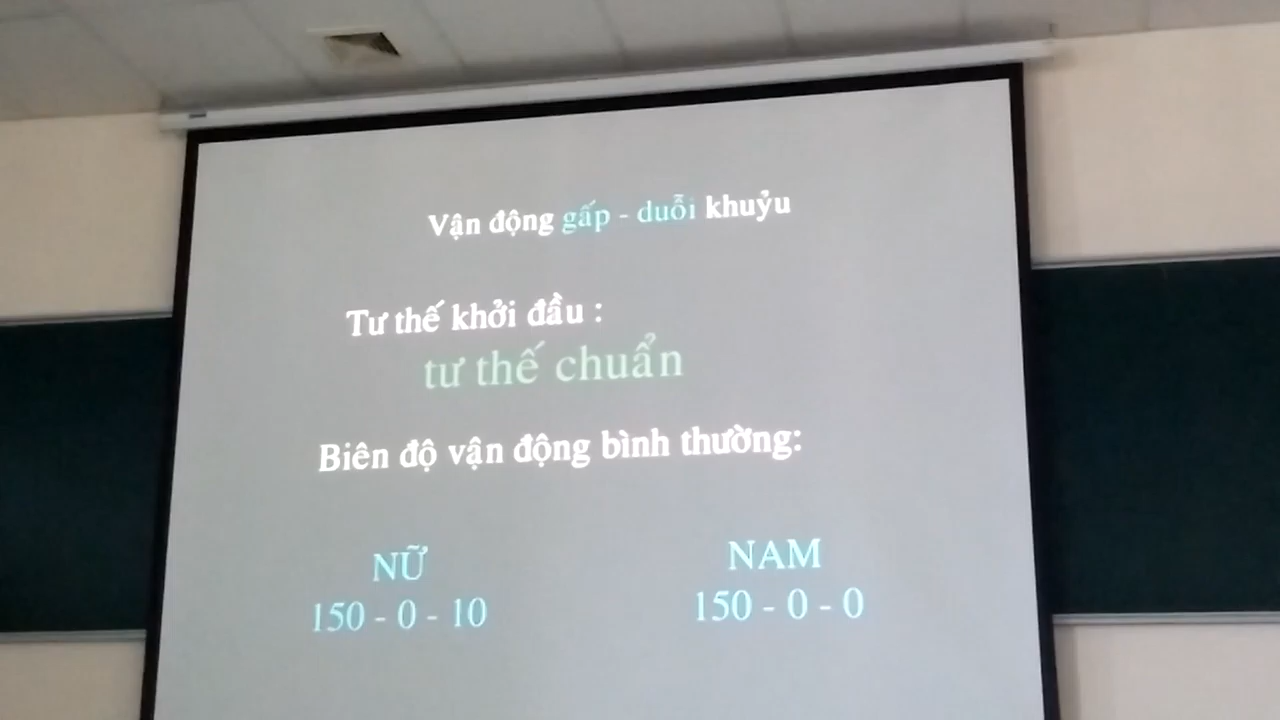 Vận động gấp - duỗi khuỷu
Tư thế khởi đầu :
tư thế chuẩn
Biên độ vận động bình thường:
NỮ NAM
150 - 0 - 10 150 - 0 - 0